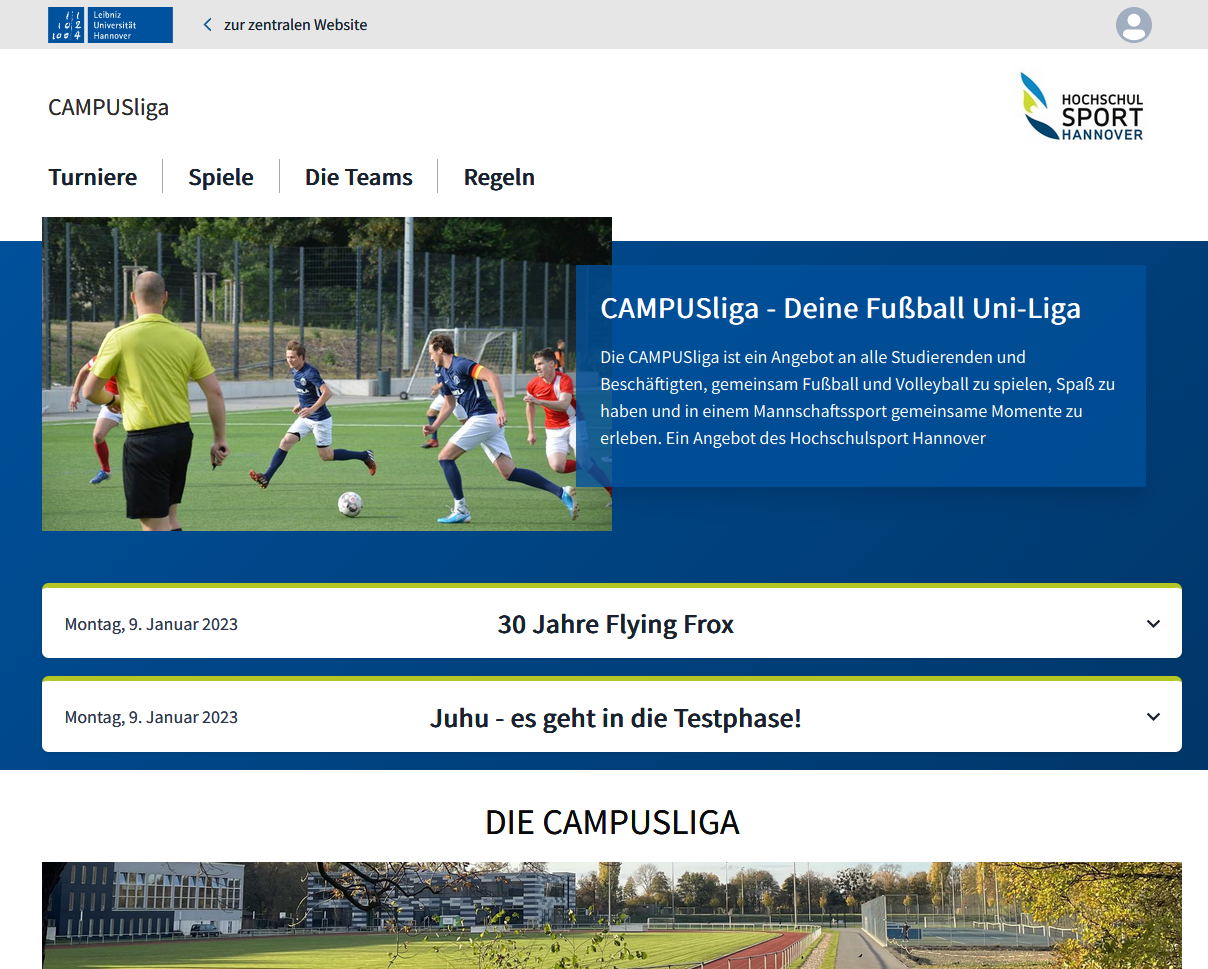 Leibniz
Universität
Hannover
zur zentralen Website
CAMPUSliga
HOCHSCHUL
SPORT
HANNOVER
Turniere
Spiele
Die Teams
Regeln
CAMPUSliga - Deine Fußball Uni-Liga
Die CAMPUSliga ist ein Angebot an alle Studierenden und
Beschäftigten, gemeinsam Fußball und Volleyball zu spielen, Spaß zu
haben und in einem Mannschaftssport gemeinsame Momente zu
erleben. Ein Angebot des Hochschulsport Hannover
Montag, 9. Januar 2023
30 Jahre Flying Frox
Montag, 9. Januar 2023
Juhu - es geht in die Testphase!
DIE CAMPUSLIGA